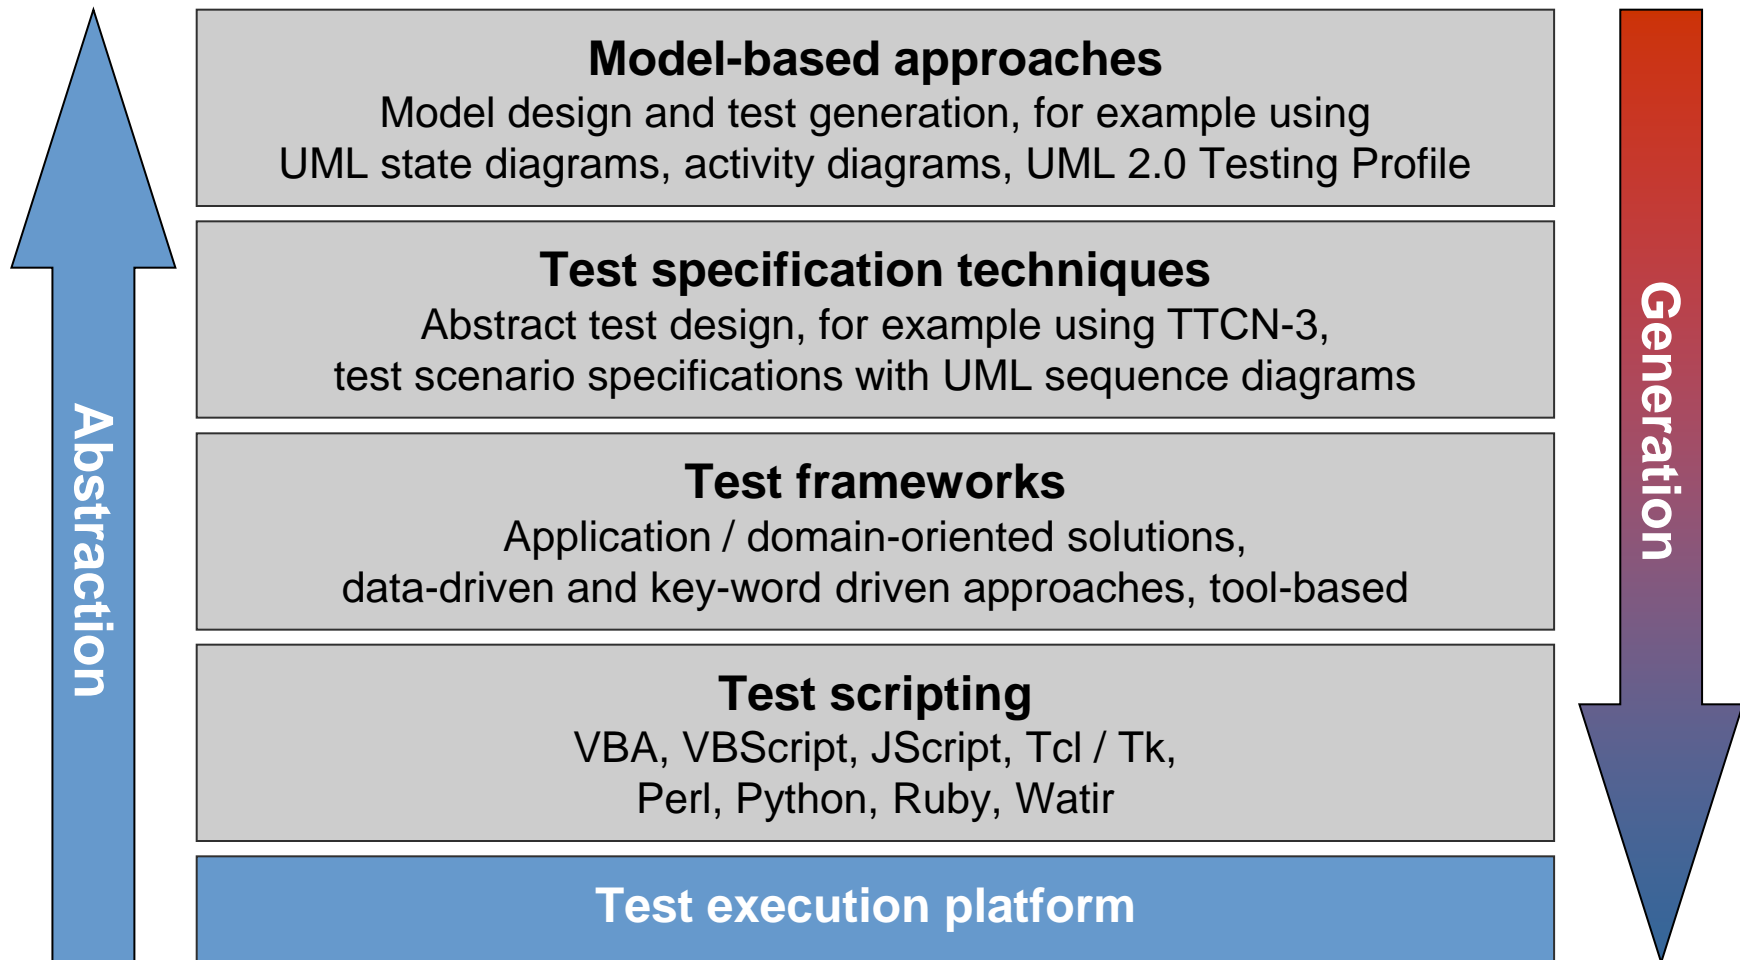 Model-based approaches
Model design and test generation, for example using
UML state diagrams, activity diagrams, UML 2.0 Testing Profile
Test specification techniques
Abstract test design, for example using TTCN-3,
test scenario specifications with UML sequence diagrams
Test frameworks
Application / domain-oriented solutions,
data-driven and key-word driven approaches, tool-based
Test scripting
VBA, VBScript, JScript, Tcl / Tk,
Perl, Python, Ruby, Watir
Test execution platform
Abstraction
Generation